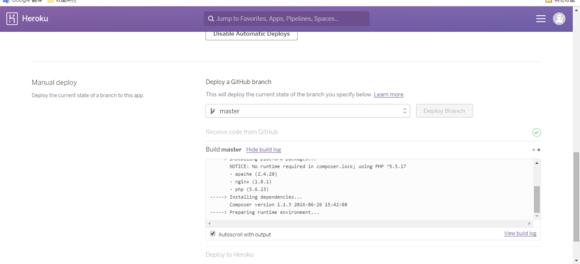 Heroku
Jump to Favorites, Apps, Pipelines, Spaces...
Disable Automatic Deploys
Manual deploy
Deploy the current state of a branch to this app.
Deploy a GitHub branch
This will deploy the current state of the branch you specify below. Learn more.
master
Deploy Branch
Receive code from GitHub
Build master Hide build log
-----> Installing platform packages...
NOTICE: No runtime required in composer.lock; using PHP ^5.5.17
- apache (2.4.20)
- nginx (1.8.1)
- php (5.6.23)
-----> Installing dependencies...
Composer version 1.1.3 2016-06-26 15:42:08
-----> Preparing runtime environment...
Autoscroll with output
View build log
Deploy to Heroku